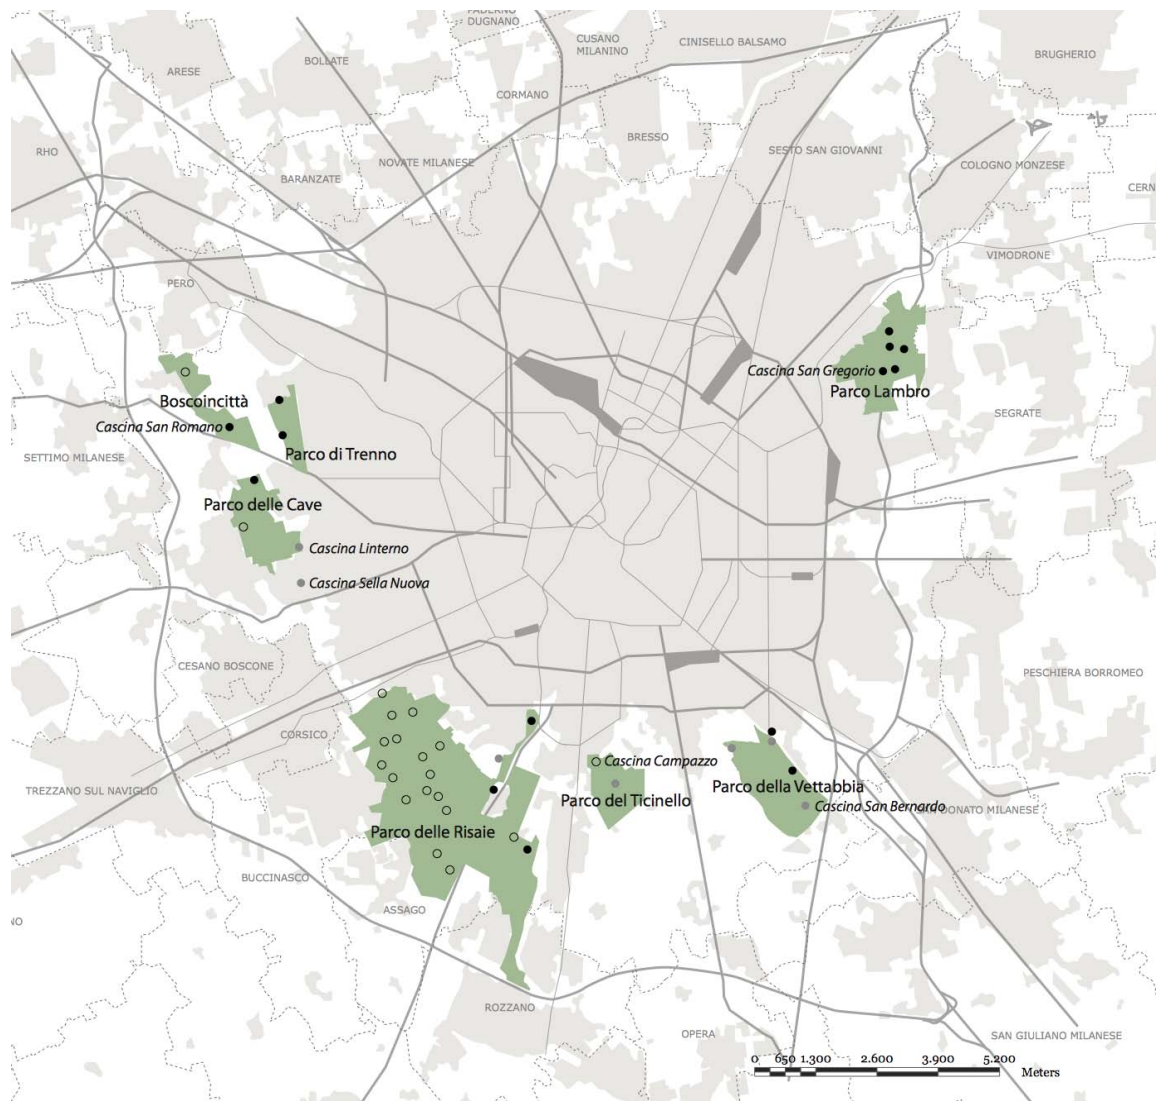 PADERNO
DUGNANO
CUSANO
MILANINO
CINISELLO BALSAMO
BRUGHERIO
BOLLATE
ARESE
CORMANO
BRESSO
SESTO SAN GIOVANNI
COLOGNO MONZESE
RHO
NOVATE MILANESE
BARANZATE
CERN
VIMODRONE
PERO
Cascina San Gregorio
Parco Lambro
Boscoincittà
Cascina San Romano
SEGRATE
Parco di Trenno
SETTIMO MILANESE
Parco delle Cave
Cascina Linterno
Cascina Sella Nuova
CESANO BOSCONE
PESCHIERA BORROMEO
CORSICO
Cascina Campazzo
TREZZANO SUL NAVIGLIO
Parco della Vettabbia
Parco del Ticinello
Cascina San Bernardo
DONATO MILANESE
Parco delle Risaie
BUCCINASCO
ASSAGO
NO
ROZZANO
OPERA
SAN GIULIANO MILANESE
0 650 1.300 2.600 3.900 5.200
Meters